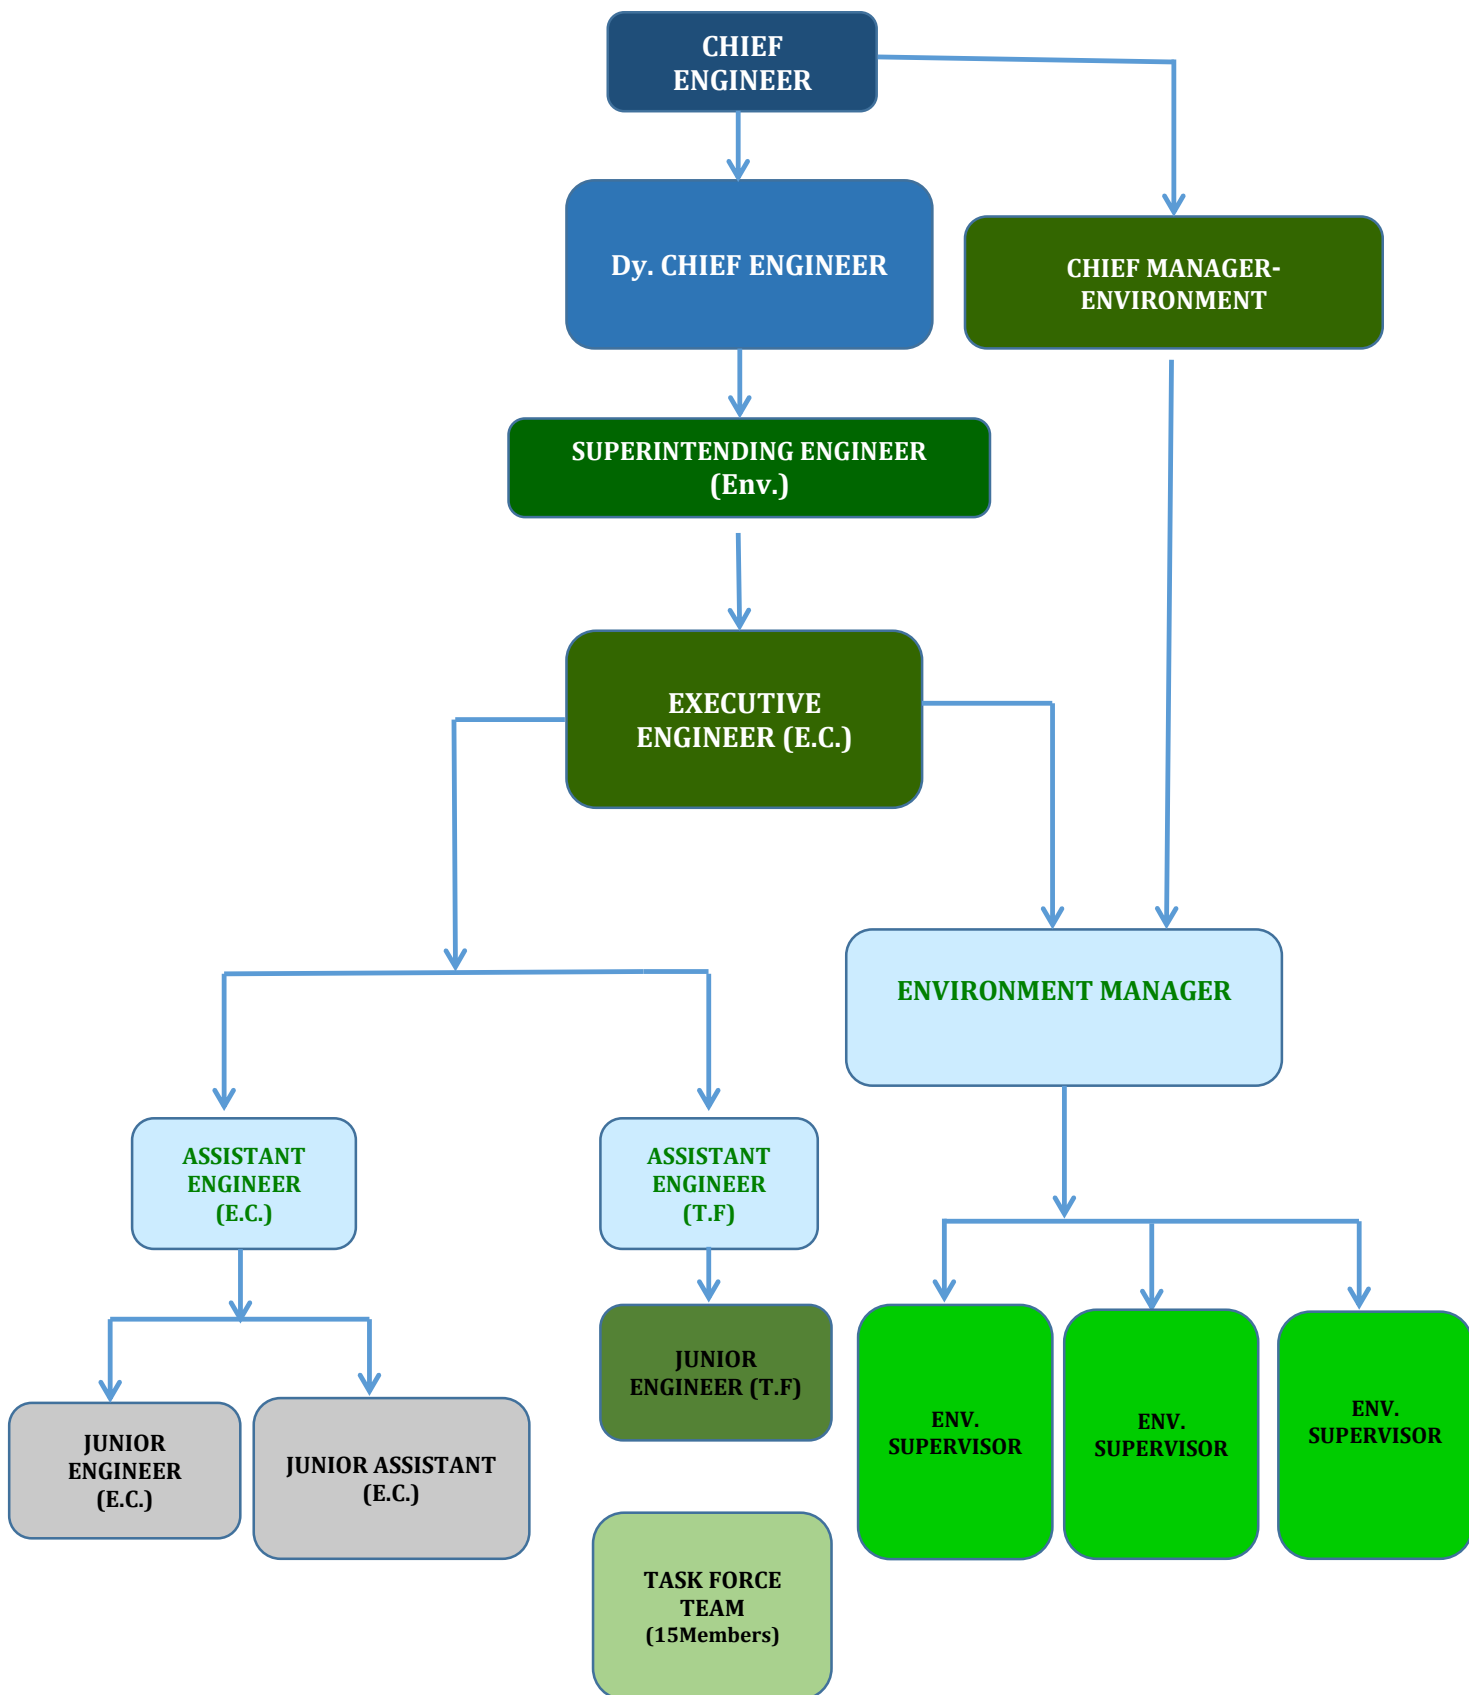 CHIEF
ENGINEER
Dy. CHIEF ENGINEER
CHIEF MANAGER-
ENVIRONMENT
SUPERINTENDING ENGINEER
(Env.)
EXECUTIVE
ENGINEER (E.C.)
ENVIRONMENT MANAGER
ASSISTANT
ENGINEER
(E.C.)
ASSISTANT
ENGINEER
(T.F)
JUNIOR
ENGINEER (T.F)
ENV.
SUPERVISOR
ENV.
SUPERVISOR
ENV.
SUPERVISOR
JUNIOR
ENGINEER
(E.C.)
JUNIOR ASSISTANT
(E.C.)
TASK FORCE
TEAM
(15Members)